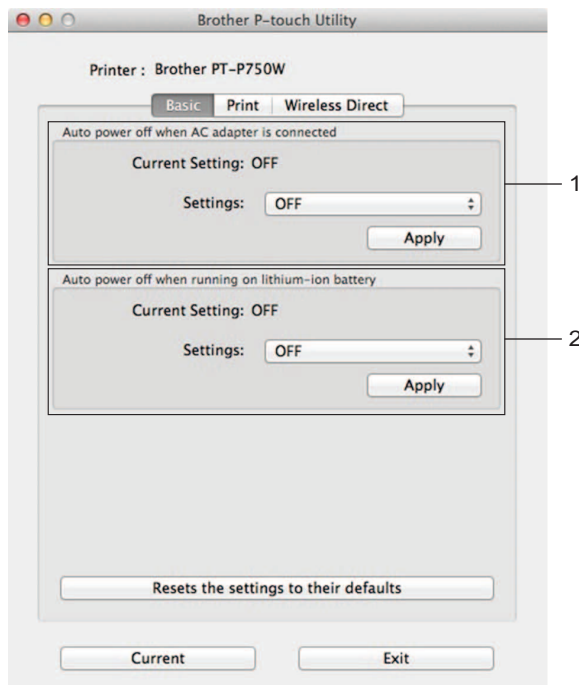 Brother P-touch Utility
Printer : Brother PT-P750W
Basic Print Wireless Direct
Auto power off when AC adapter is connected
Current Setting: OFF
1
Settings: OFF
Apply
Auto power off when running on lithium-ion battery
Current Setting: OFF
2
Settings: OFF
Apply
Resets the settings to their defaults
Current Exit